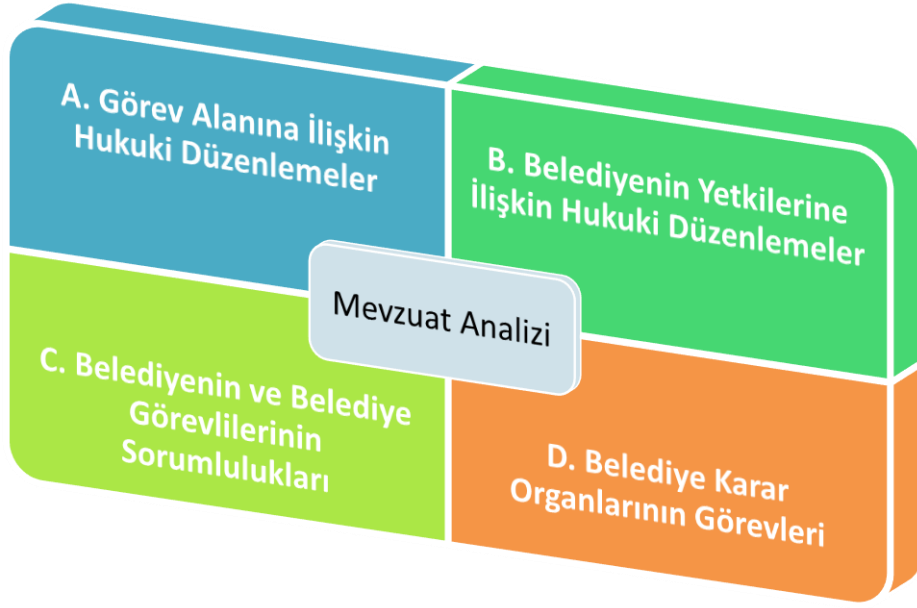 A. Görev Alanına İlişkin
Hukuki Düzenlemeler
B. Belediyenin Yetkilerine
İlişkin Hukuki Düzenlemeler
Mevzuat Analizi
C. Belediyenin ve Belediye
Görevlilerinin
Sorumlulukları
D. Belediye Karar
Organlarının Görevleri